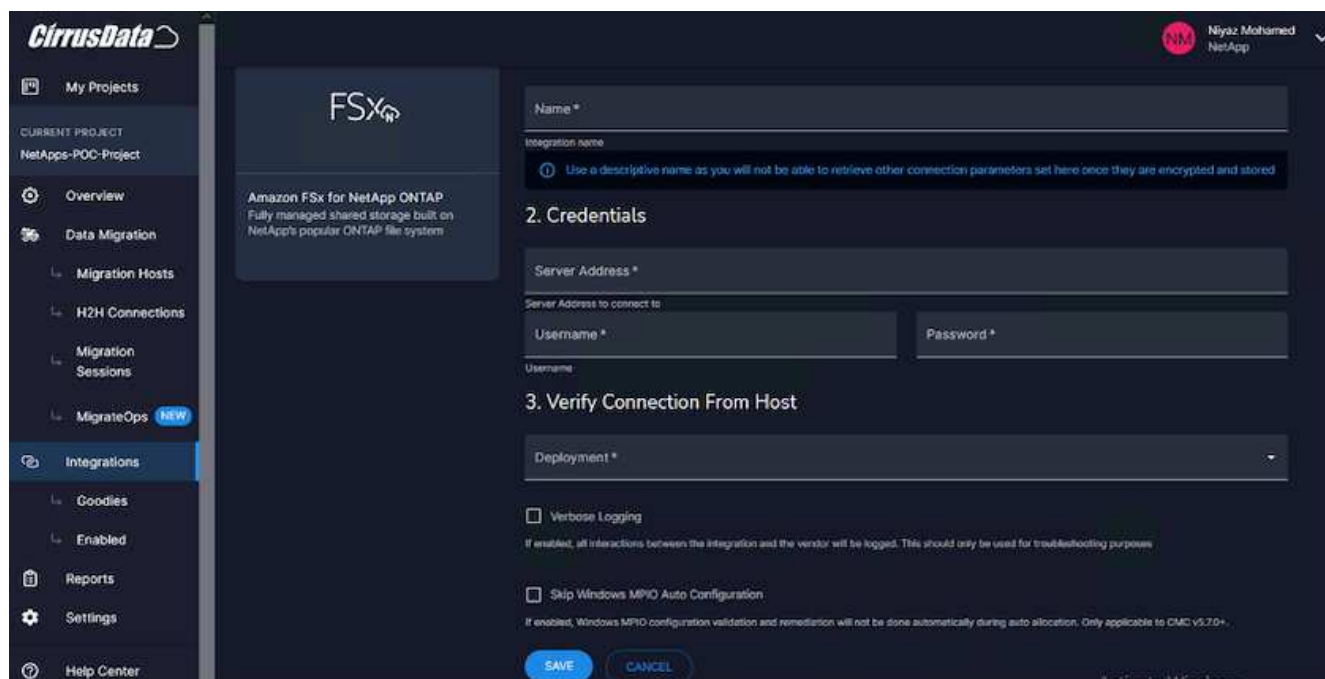 CirrusData
NM
Niyaz Mohamed
NetApp
My Projects
CURRENT PROJECT
NetApps-POC-Project
Overview
Data Migration
Migration Hosts
H2H Connections
Migration
Sessions
MigrateOps NEW
Integrations
Goodies
Enabled
Reports
Settings
Help Center
FSxN
Amazon FSx for NetApp ONTAP
Fully managed shared storage built on
NetApp's popular ONTAP file system
Name *
Integration name
Use a descriptive name as you will not be able to retrieve other connection parameters set here once they are encrypted and stored
2. Credentials
Server Address *
Server Address to connect to
Username * Password *
Username
3. Verify Connection From Host
Deployment *
Verbose Logging
If enabled, all interactions between the integration and the vendor will be logged. This should only be used for troubleshooting purposes
Skip Windows MPIO Auto Configuration
If enabled, Windows MPIO configuration validation and remediation will not be done automatically during auto allocation. Only applicable to CMC v5.7.0+.
SAVE CANCEL